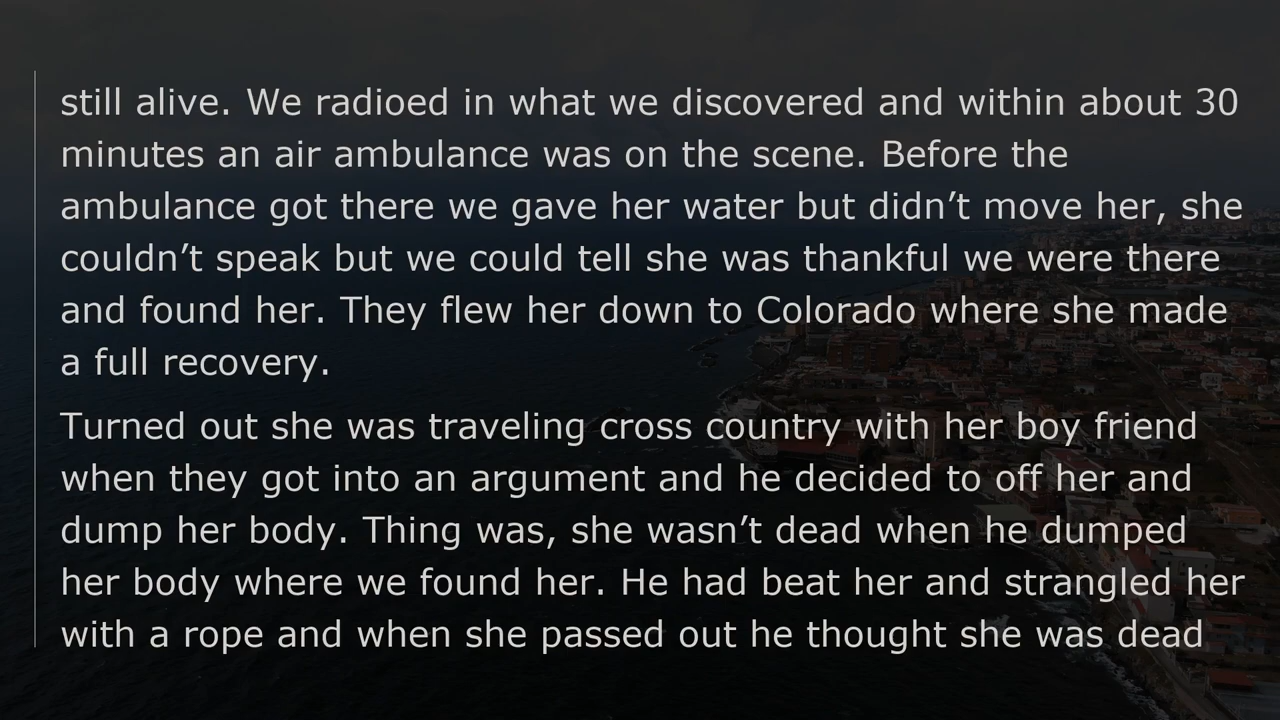 still alive. We radioed in what we discovered and within about 30
minutes an air ambulance was on the scene. Before the
ambulance got there we gave her water but didn’t move her, she
couldn’t speak but we could tell she was thankful we were there
and found her. They flew her down to Colorado where she made
a full recovery.
Turned out she was traveling cross country with her boy friend
when they got into an argument and he decided to off her and
dump her body. Thing was, she wasn’t dead when he dumped
her body where we found her. He had beat her and strangled her
with a rope and when she passed out he thought she was dead